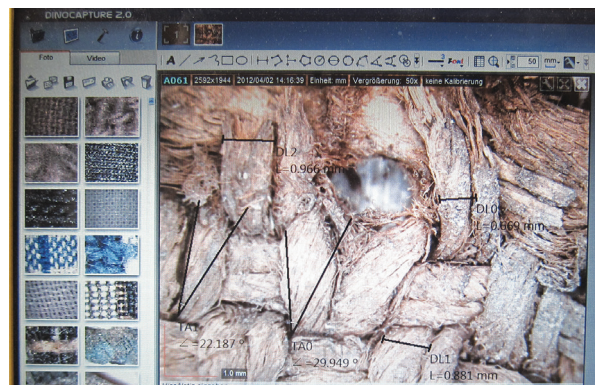 DINOCAPTURE 2.0
Foto
Video
A
Font
50
mm
A061
2592x1944
2012/04/02 14:16:39
Einheit: mm
Vergrößerung: 50x
keine Kalibrierung
DL2
L=0.966 mm
DL0
L=0.669 mm
TA1
∠ =22.187 º
TA0
∠ =29.949 º
DL1
L=0.881 mm
1.0 mm